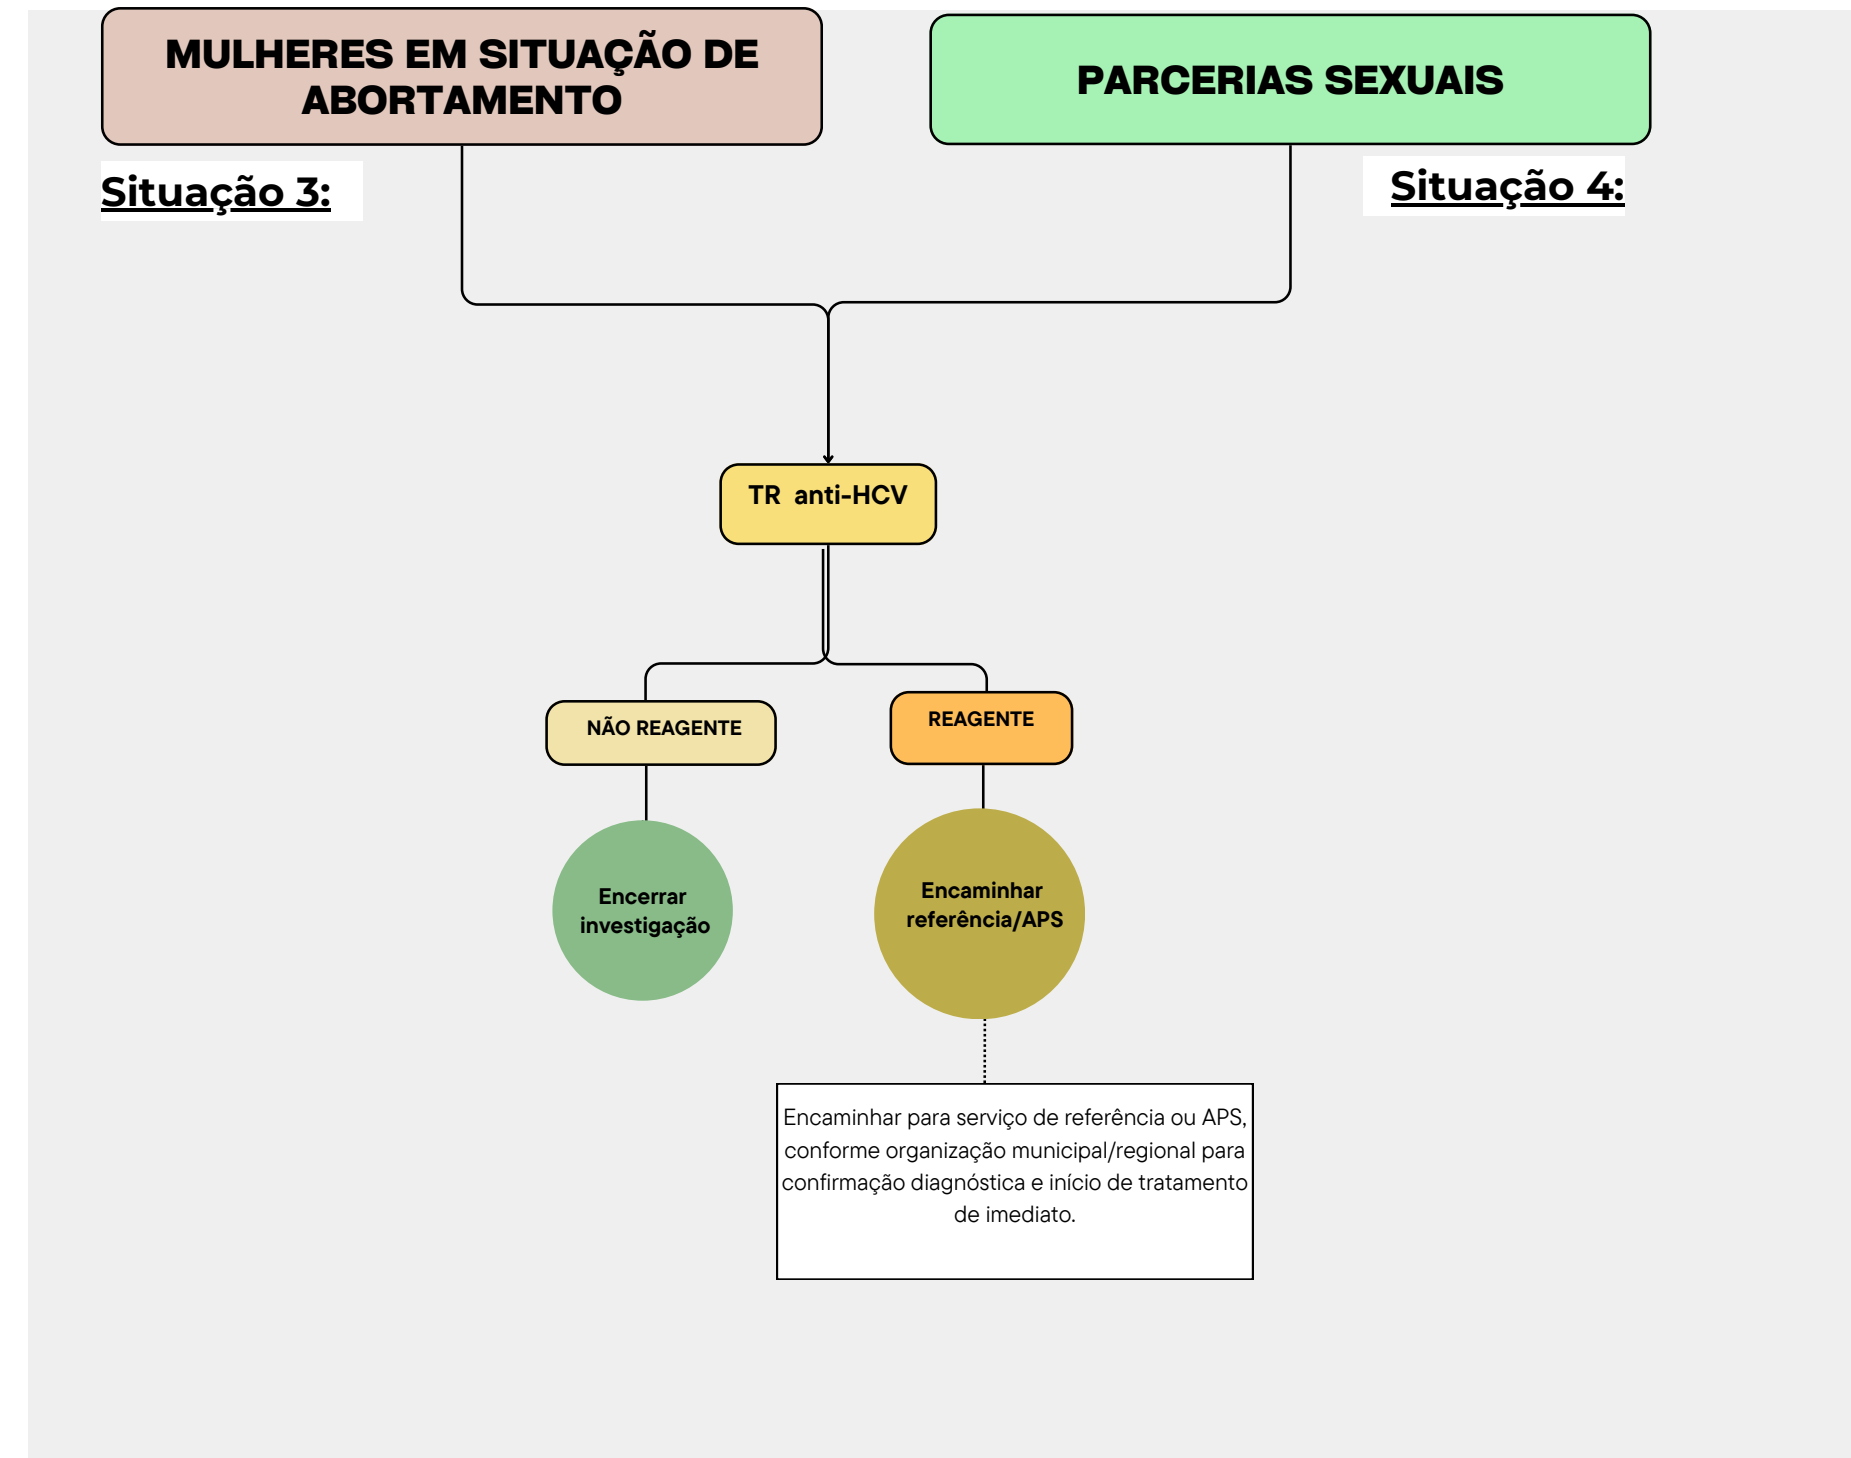 MULHERES EM SITUAÇÃO DE
ABORTAMENTO
PARCERIAS SEXUAIS
Situação 3:
Situação 4:
TR anti-HCV
NÃO REAGENTE
REAGENTE
Encerrar
investigação
Encaminhar
referência/APS
Encaminhar para serviço de referência ou APS,
conforme organização municipal/regional para
confirmação diagnóstica e início de tratamento
de imediato.